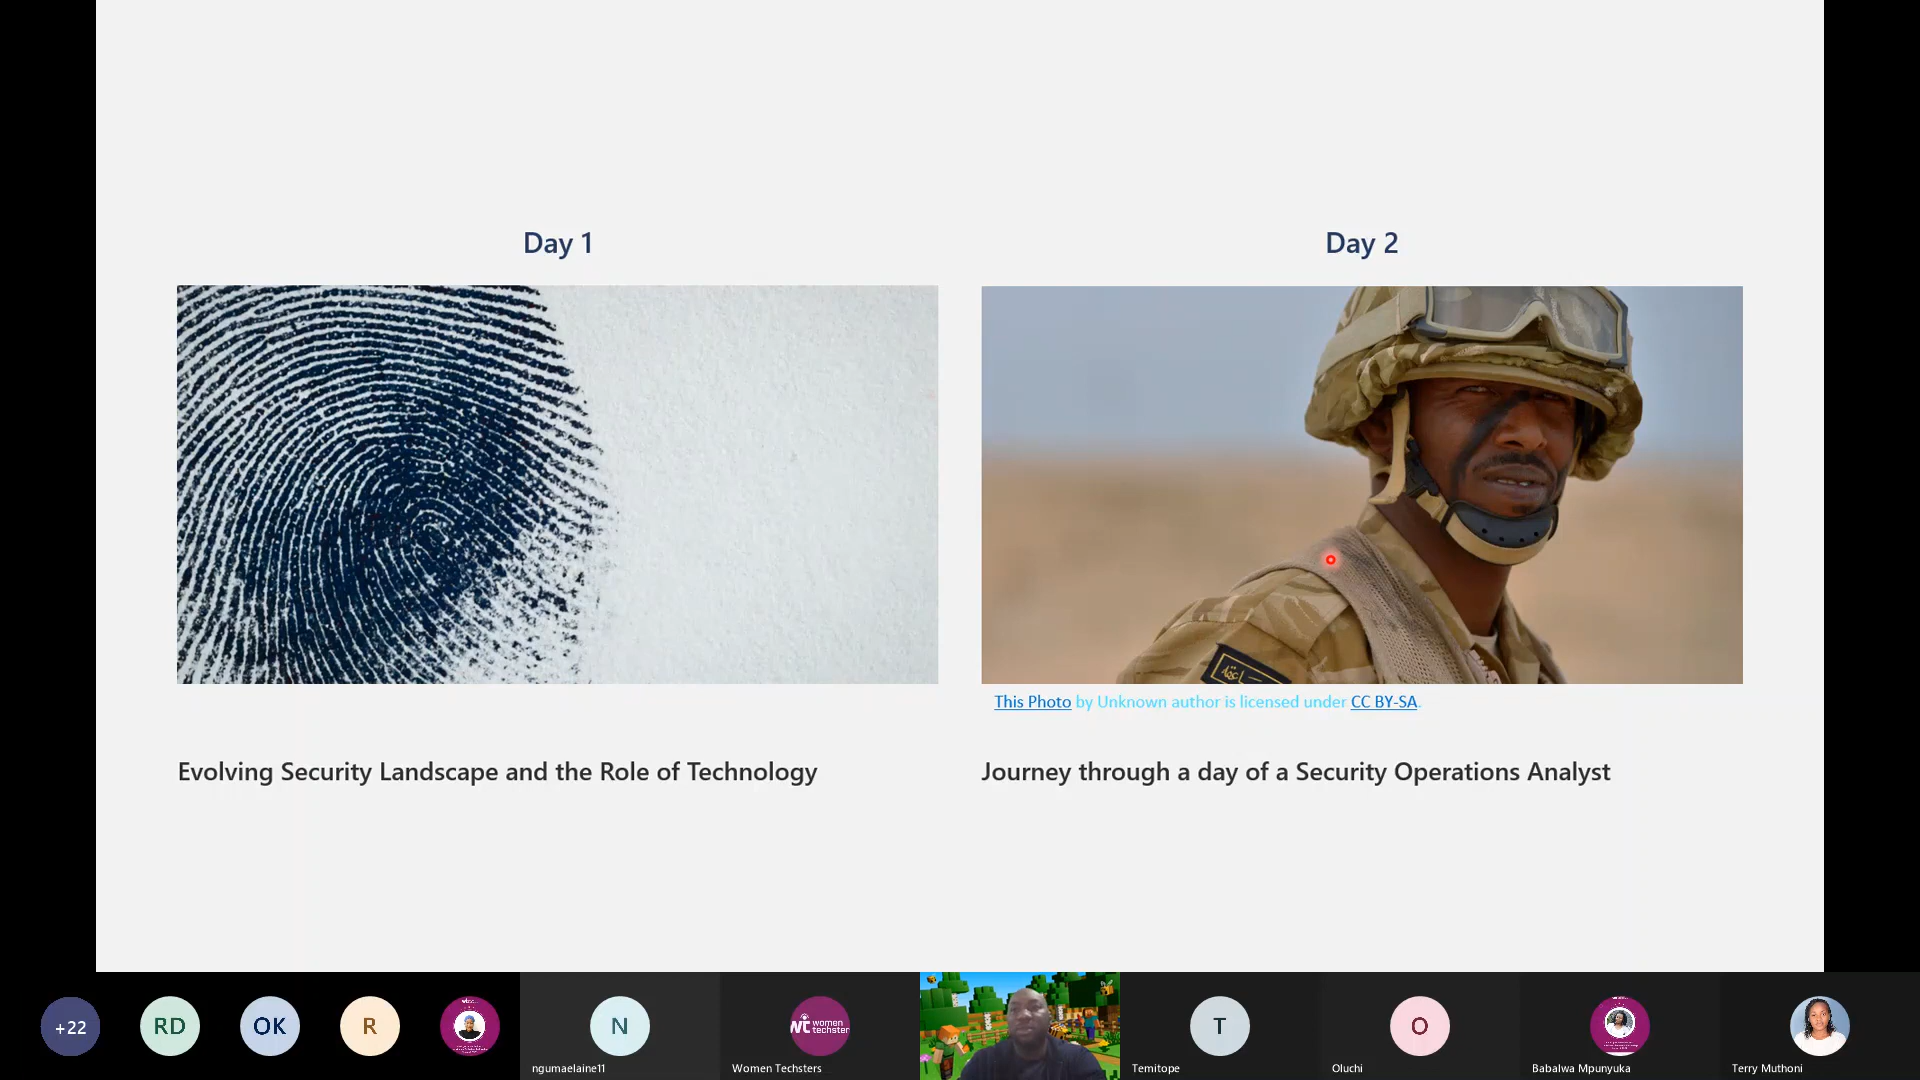 Day 1
Day 2
This Photo by Unknown author is licensed under CC BY-SA.
Evolving Security Landscape and the Role of Technology
Journey through a day of a Security Operations Analyst
+22
RD
OK
R
N
ngumaelaine11
women
techster
Women Techsters
T
Temitope
O
Oluchi
Babalwa Mpunyuka
Terry Muthoni